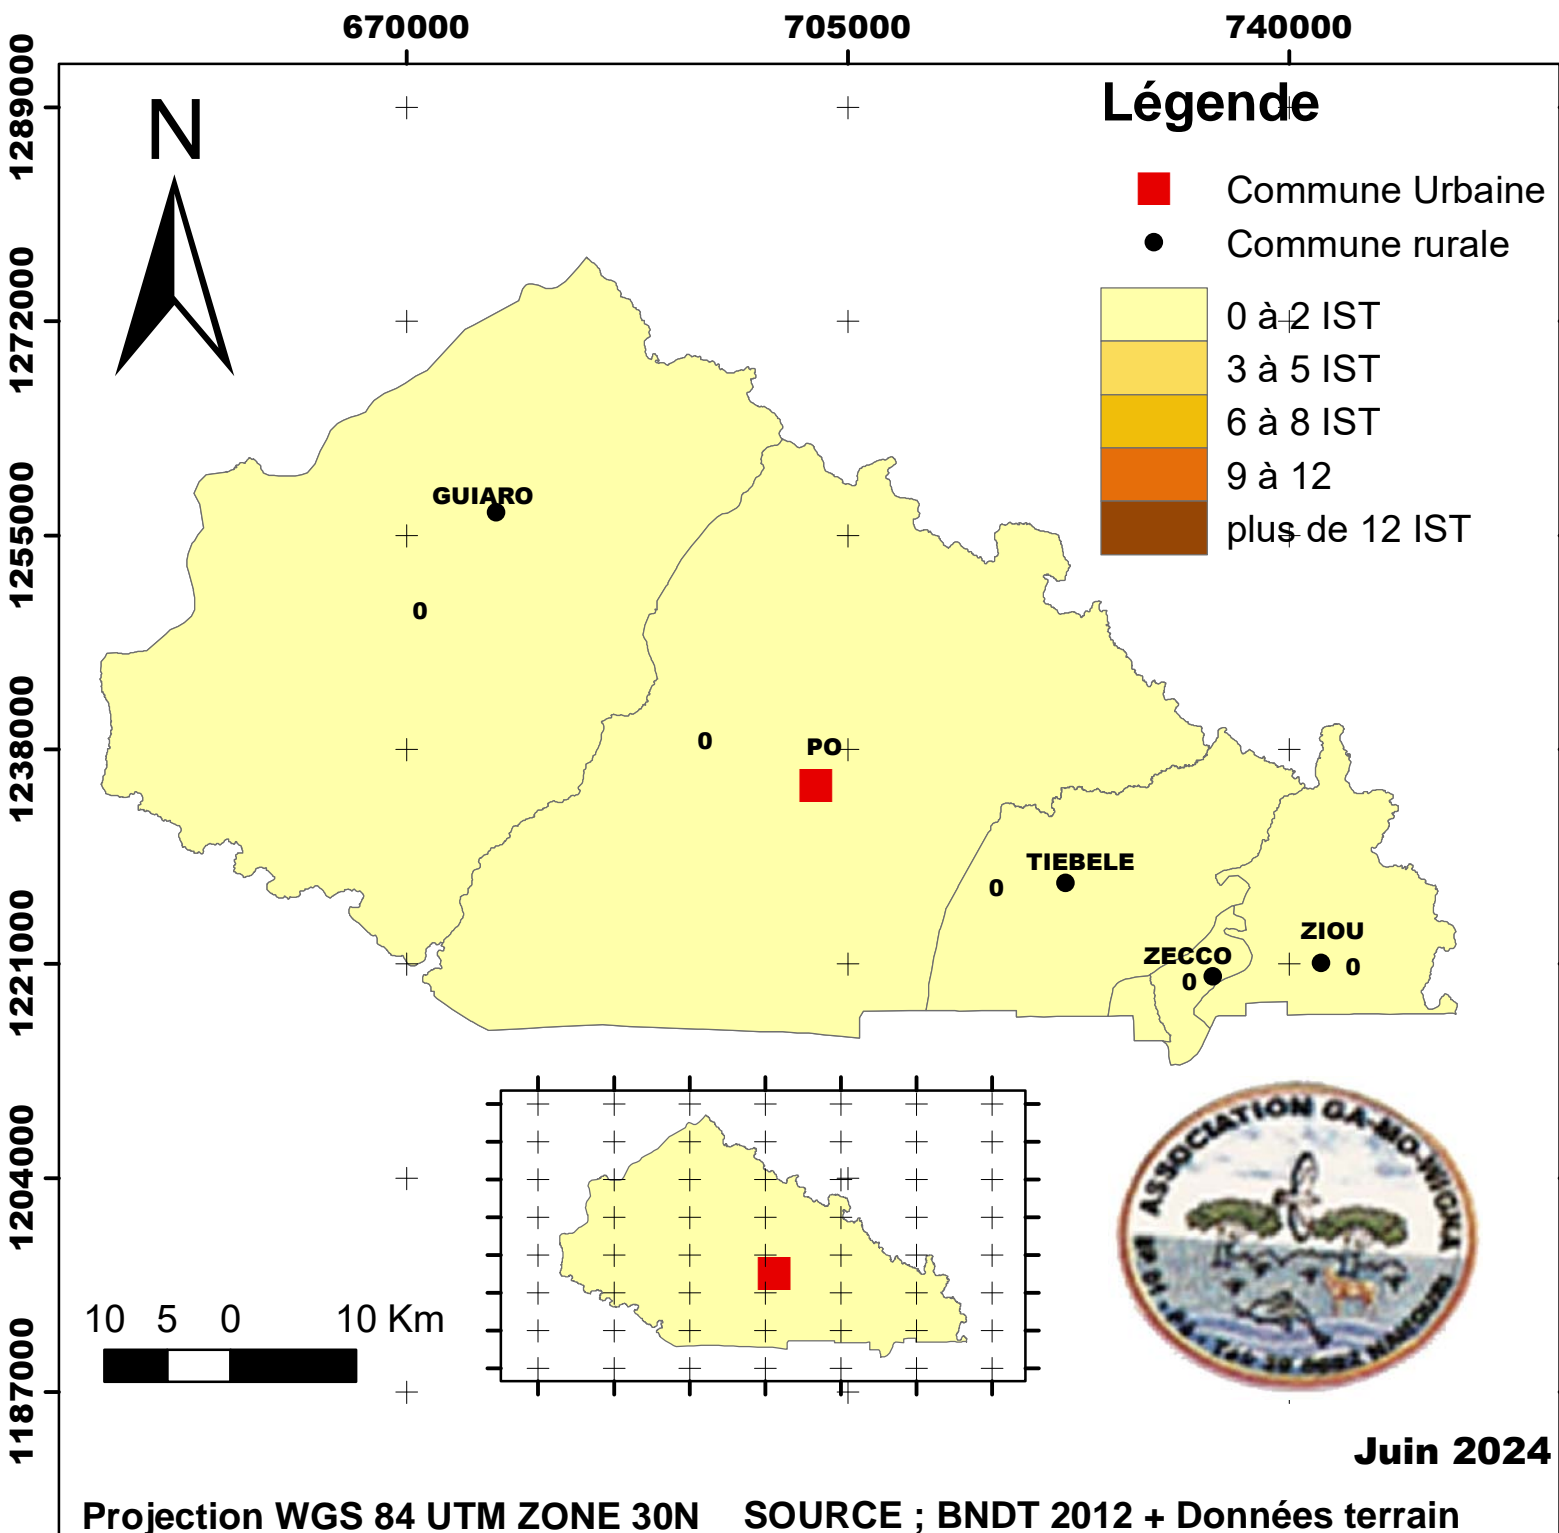 670000 705000 740000
1289000
1272000
1255000
1238000
1221000
1204000
1187000
N
Légende
Commune Urbaine
Commune rurale
0 à 2 IST
3 à 5 IST
6 à 8 IST
9 à 12
plus de 12 IST
GUIARO
0
0
PO
TIEBELE
0
ZECCO
0
ZIOU
0
10 5 0 10 Km
ASSOCIATION GA-MO-WIGNA
Juin 2024
Projection WGS 84 UTM ZONE 30N SOURCE ; BNDT 2012 + Données terrain